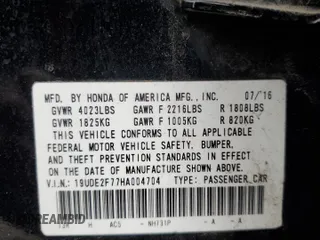 MFD. BY HONDA OF AMERICA MFG., INC. 07/16
GVWR 4023LBS GAWR F 2216LBS R 1808LBS
GVWR 1825KG GAWR F 1005KG R 820KG
THIS VEHICLE CONFORMS TO ALL APPLICABLE
FEDERAL MOTOR VEHICLE SAFETY, BUMPER,
AND THEFT PREVENTION STANDARDS IN EFFECT
ON THE DATE OF MANUFACTURE SHOWN ABOVE.
V.I.N.: 19UDE2F77HA004704 TYPE: PASSENGER CAR
AC5 NH731P A A